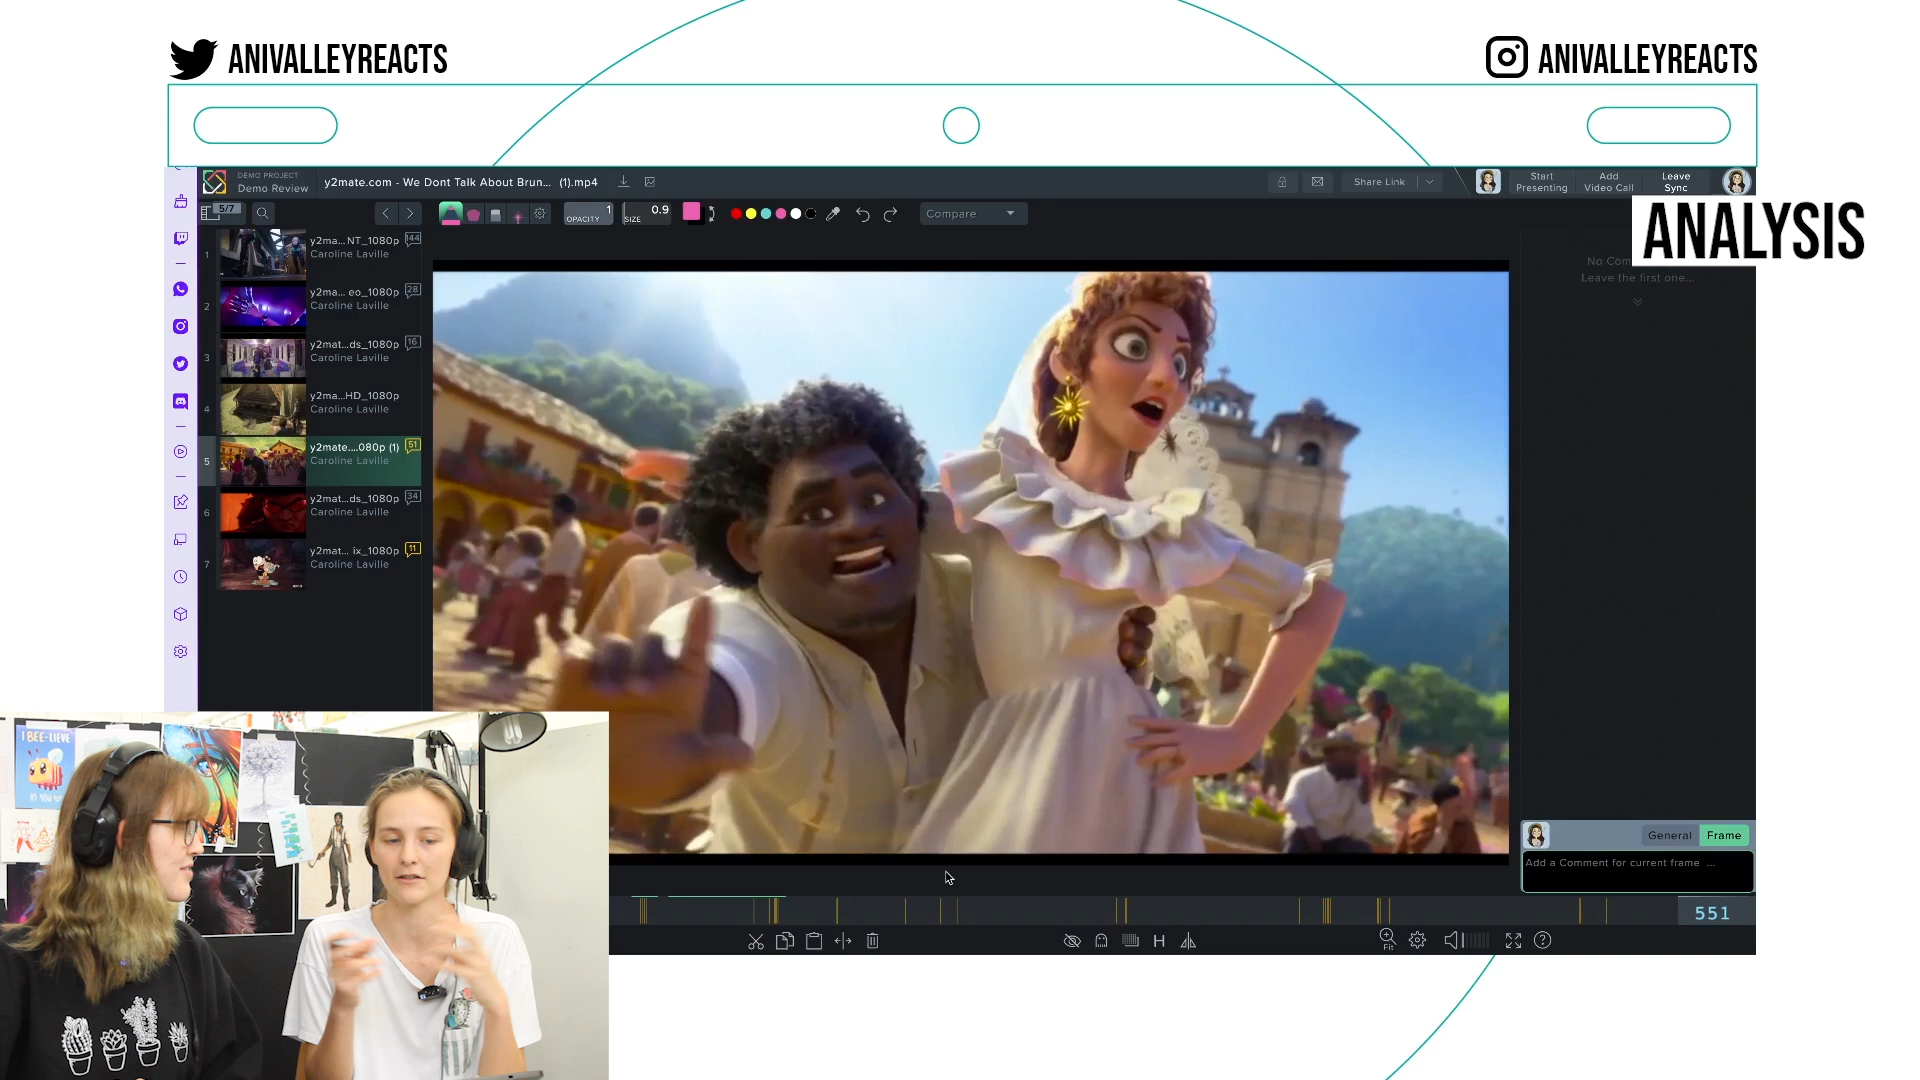 ANIVALLEYREACTS
ANIVALLEYREACTS
DEMO PROJECT
Demo Review
y2mate.com - We Dont Talk About Brun... (1).mp4
Share Link
Start
Presenting
Add
Video Call
Leave
Sync
ANALYSIS
5/7
OPACITY 1
SIZE 0.9
Compare
1
y2ma... NT_1080p
144
Caroline Laville
2
y2ma... eo_1080p
28
Caroline Laville
3
y2mat...ds_1080p
16
Caroline Laville
4
y2ma...HD_1080p
Caroline Laville
5
y2mate....080p (1)
51
Caroline Laville
6
y2mat...ds_1080p
34
Caroline Laville
7
y2mat... ix_1080p
11
Caroline Laville
No Com
Leave the first one...
General
Frame
Add a Comment for current frame ...
551
Fit
H
I BEE-LIEVE